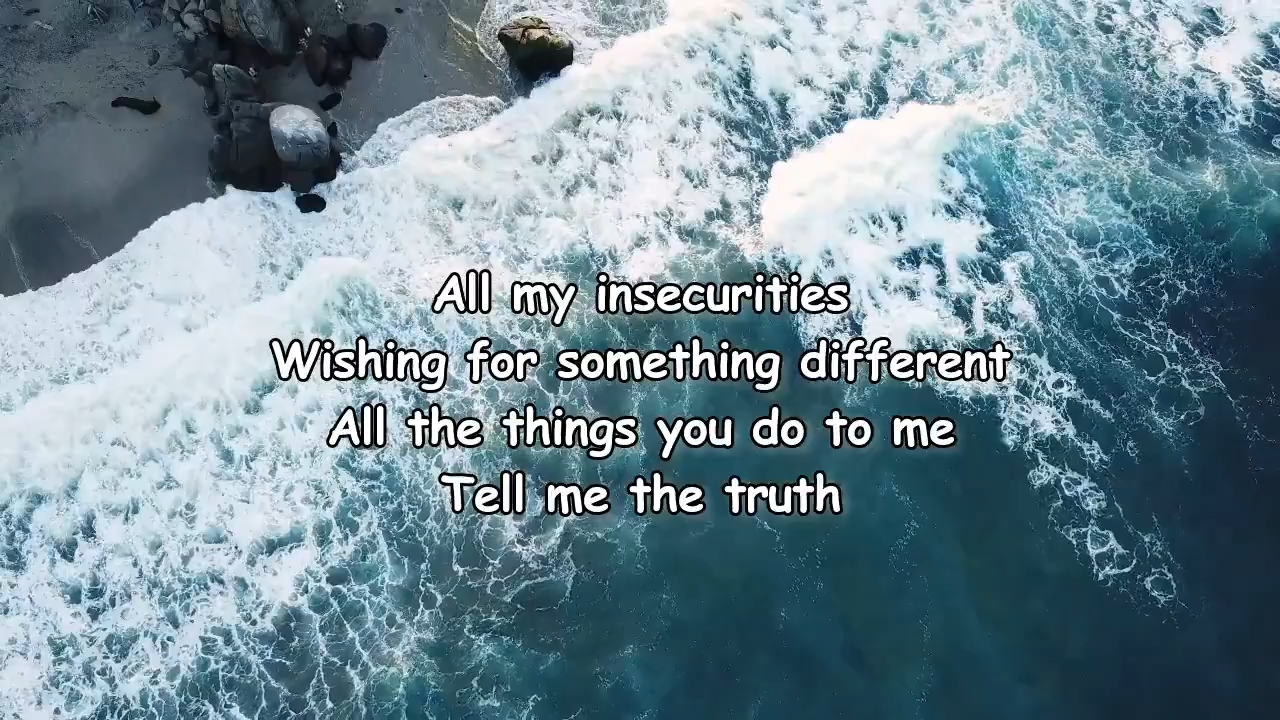 All my insecurities
Wishing for something different
All the things you do to me
Tell me the truth